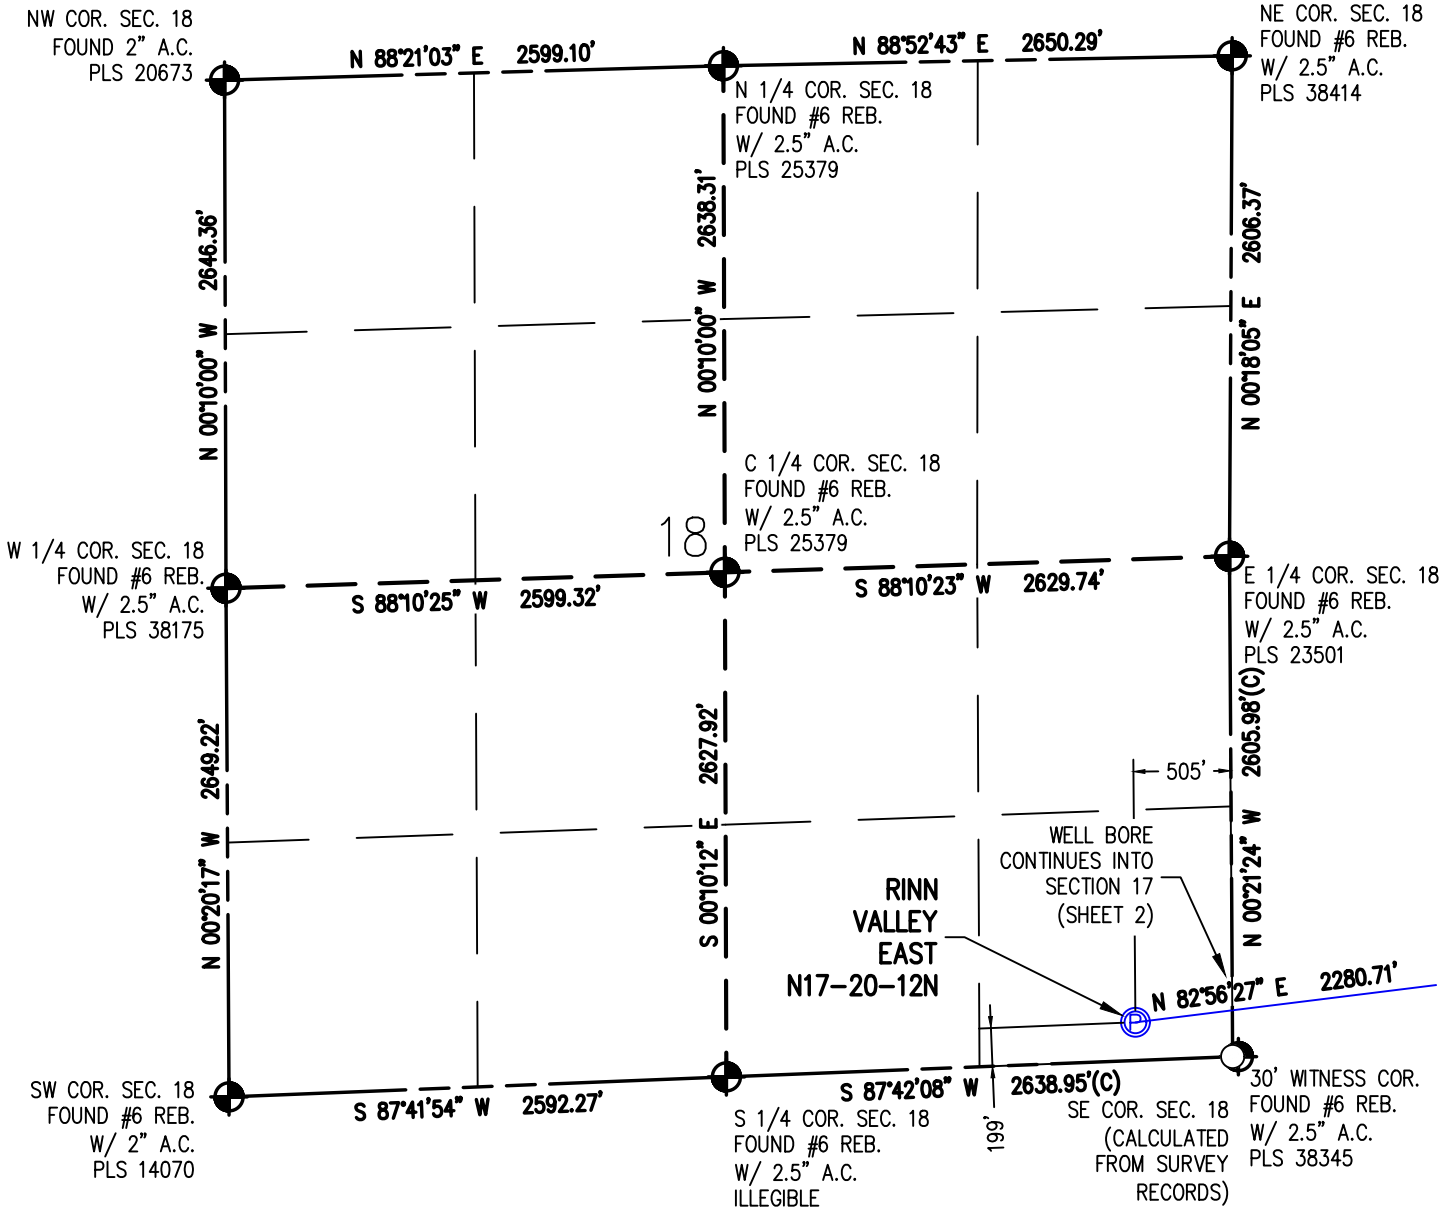 NW COR. SEC. 18
FOUND 2" A.C.
PLS 20673
N 88°21'03" E 2599.10'
N 88°52'43" E 2650.29'
NE COR. SEC. 18
FOUND #6 REB.
W/ 2.5" A.C.
PLS 38414
N 1/4 COR. SEC. 18
FOUND #6 REB.
W/ 2.5" A.C.
PLS 25379
N 00°10'00" W 2646.36'
N 00°10'00" W 2638.31'
N 00°18'05" E 2606.37'
C 1/4 COR. SEC. 18
FOUND #6 REB.
W/ 2.5" A.C.
PLS 25379
18
W 1/4 COR. SEC. 18
FOUND #6 REB.
W/ 2.5" A.C.
PLS 38175
S 88°10'25" W 2599.32'
S 88°10'23" W 2629.74'
E 1/4 COR. SEC. 18
FOUND #6 REB.
W/ 2.5" A.C.
PLS 23501
N 00°20'17" W 2649.22'
S 00°10'12" E 2627.92'
N 00°21'24" W 2605.98'(C)
505'
WELL BORE
CONTINUES INTO
SECTION 17
(SHEET 2)
RINN
VALLEY
EAST
N17-20-12N
P
N 82°56'27" E 2280.71'
199'
SW COR. SEC. 18
FOUND #6 REB.
W/ 2" A.C.
PLS 14070
S 87°41'54" W 2592.27'
S 87°42'08" W 2638.95'(C)
S 1/4 COR. SEC. 18
FOUND #6 REB.
W/ 2.5" A.C.
ILLEGIBLE
SE COR. SEC. 18
(CALCULATED
FROM SURVEY
RECORDS)
30' WITNESS COR.
FOUND #6 REB.
W/ 2.5" A.C.
PLS 38345